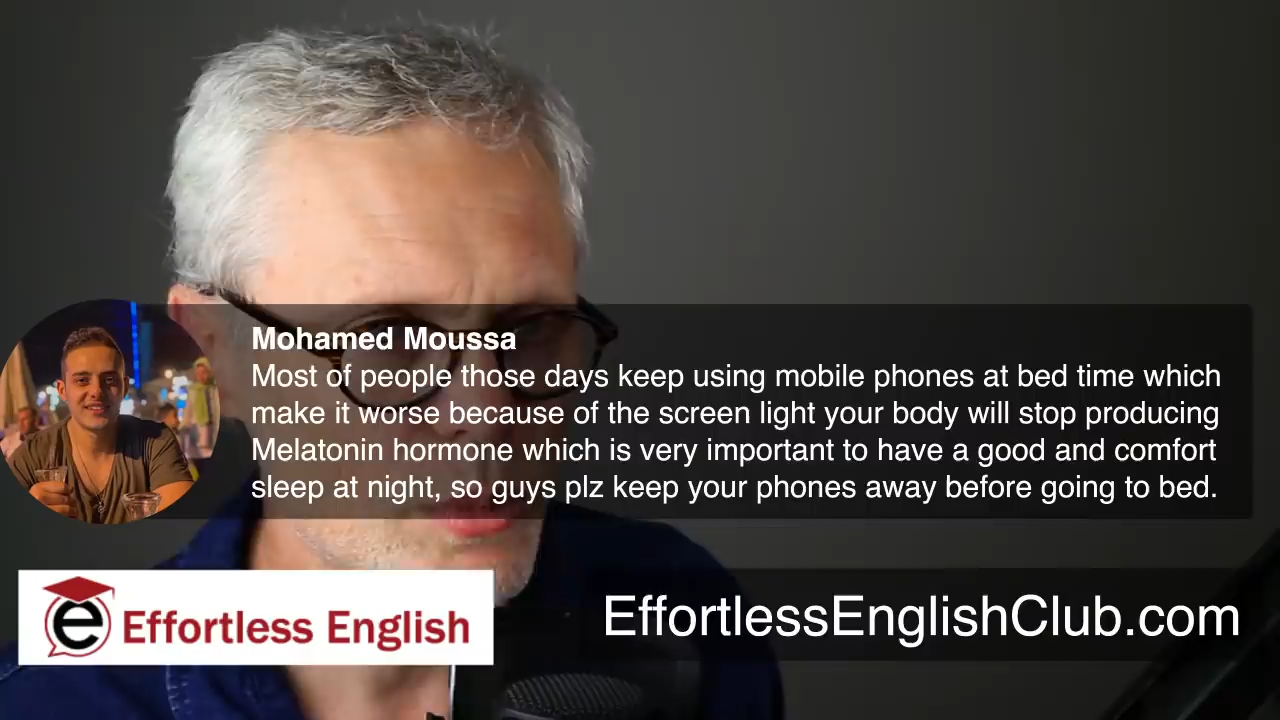 Mohamed Moussa
Most of people those days keep using mobile phones at bed time which
make it worse because of the screen light your body will stop producing
Melatonin hormone which is very important to have a good and comfort
sleep at night, so guys plz keep your phones away before going to bed.
e Effortless English
EffortlessEnglishClub.com